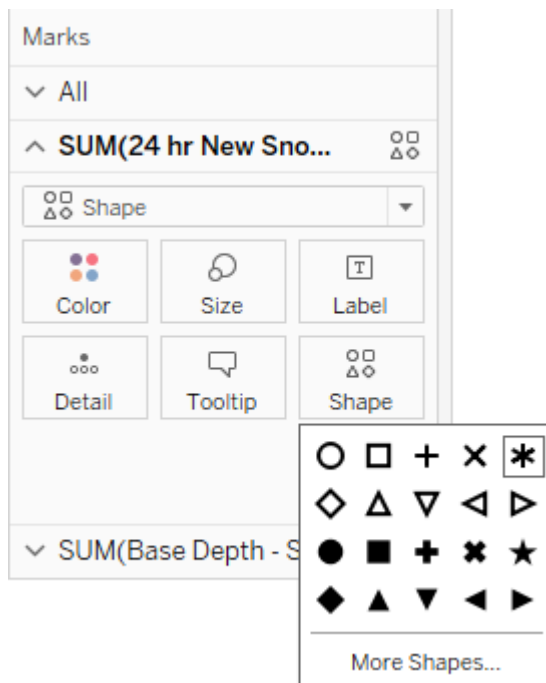 Marks
All
SUM(24 hr New Sno...
Shape
Color
Size
Label
Detail
Tooltip
Shape
SUM(Base Depth - S
More Shapes...